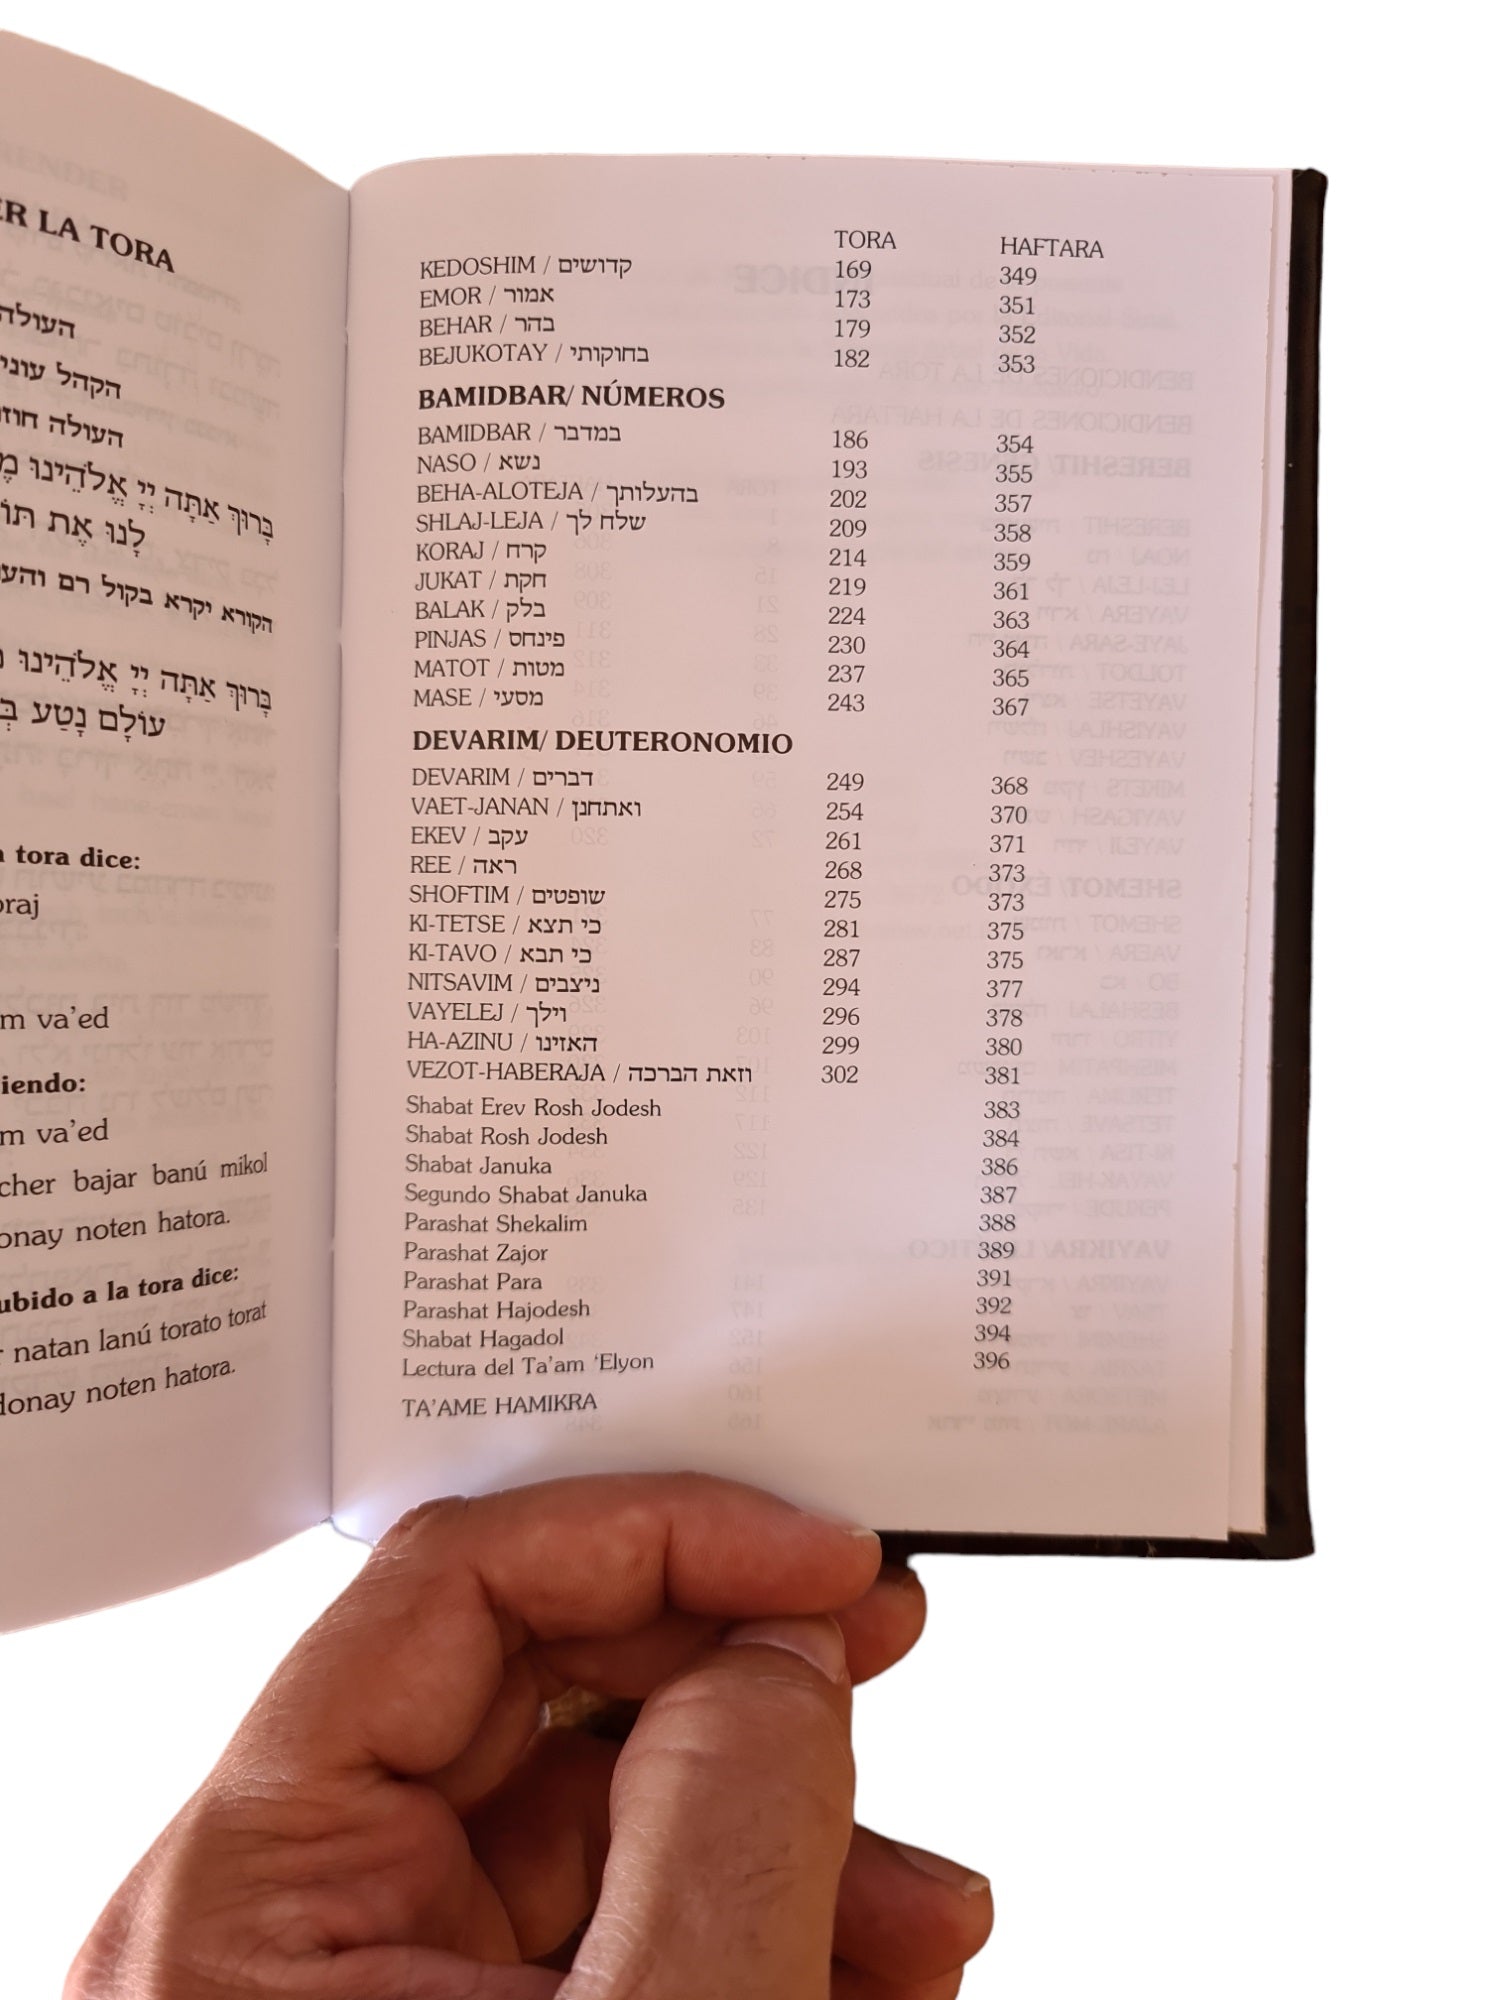 ER LA TORA
העולה
הקהל עוני
העולה חוזר
בָּרוּךְ אַתָּה יְיָ אֱלֹהֵינוּ
לָנוּ אֶת
הקורא יקרא בקול רם
בָּרוּךְ אַתָּה יְיָ אֱלֹהֵינוּ
עוֹלָם נָטַע
tora dice:
oraj
m va'ed
iendo:
m va'ed
cher bajar banú mikol
onay noten hatora.
ubido a la tora dice:
natan lanú torato torat
donay noten hatora.
TORA HAFTARA
KEDOSHIM / קדושים 169 349
EMOR / אמור 173 351
BEHAR / בהר 179 352
BEJUKOTAY / בחוקותי 182 353
BAMIDBAR/ NÚMEROS
BAMIDBAR / במדבר 186 354
NASO / נשא 193 355
BEHA-ALOTEJA / בהעלותך 202 357
SHLAJ-LEJA / שלח לך 209 358
KORAJ / קרח 214 359
JUKAT / חקת 219 361
BALAK / בלק 224 363
PINJAS / פינחס 230 364
MATOT / מטות 237 365
MASE / מסעי 243 367
DEVARIM/ DEUTERONOMIO
DEVARIM / דברים 249 368
VAET-JANAN / ואתחנן 254 370
EKEV / עקב 261 371
REE / ראה 268 373
SHOFTIM / שופטים 275 373
KI-TETSE / כי תצא 281 375
KI-TAVO / כי תבא 287 375
NITSAVIM / ניצבים 294 377
VAYELEJ / וילך 296 378
HA-AZINU / האזינו 299 380
VEZOT-HABERAJA / וזאת הברכה 302 381
Shabat Erev Rosh Jodesh 383
Shabat Rosh Jodesh 384
Shabat Januka 386
Segundo Shabat Januka 387
Parashat Shekalim 388
Parashat Zajor 389
Parashat Para 391
Parashat Hajodesh 392
Shabat Hagadol 394
Lectura del Ta'am 'Elyon 396
TA'AME HAMIKRA